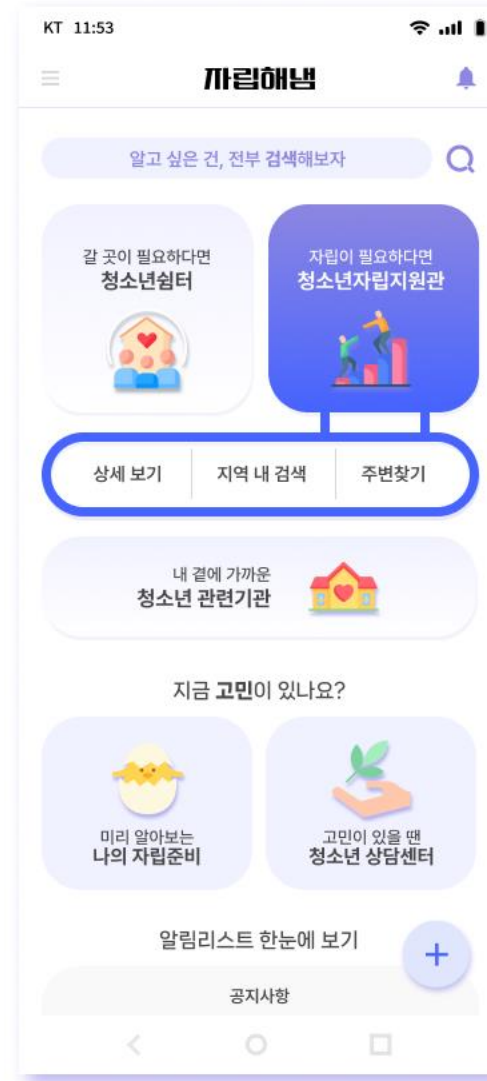 KT 11:53
자립해냄
알고 싶은 건, 전부 검색해보자
갈 곳이 필요하다면
청소년쉼터
자립이 필요하다면
청소년자립지원관
상세 보기
지역 내 검색
주변찾기
내 곁에 가까운
청소년 관련기관
지금 고민이 있나요?
미리 알아보는
나의 자립준비
고민이 있을 땐
청소년 상담센터
알림리스트 한눈에 보기
공지사항